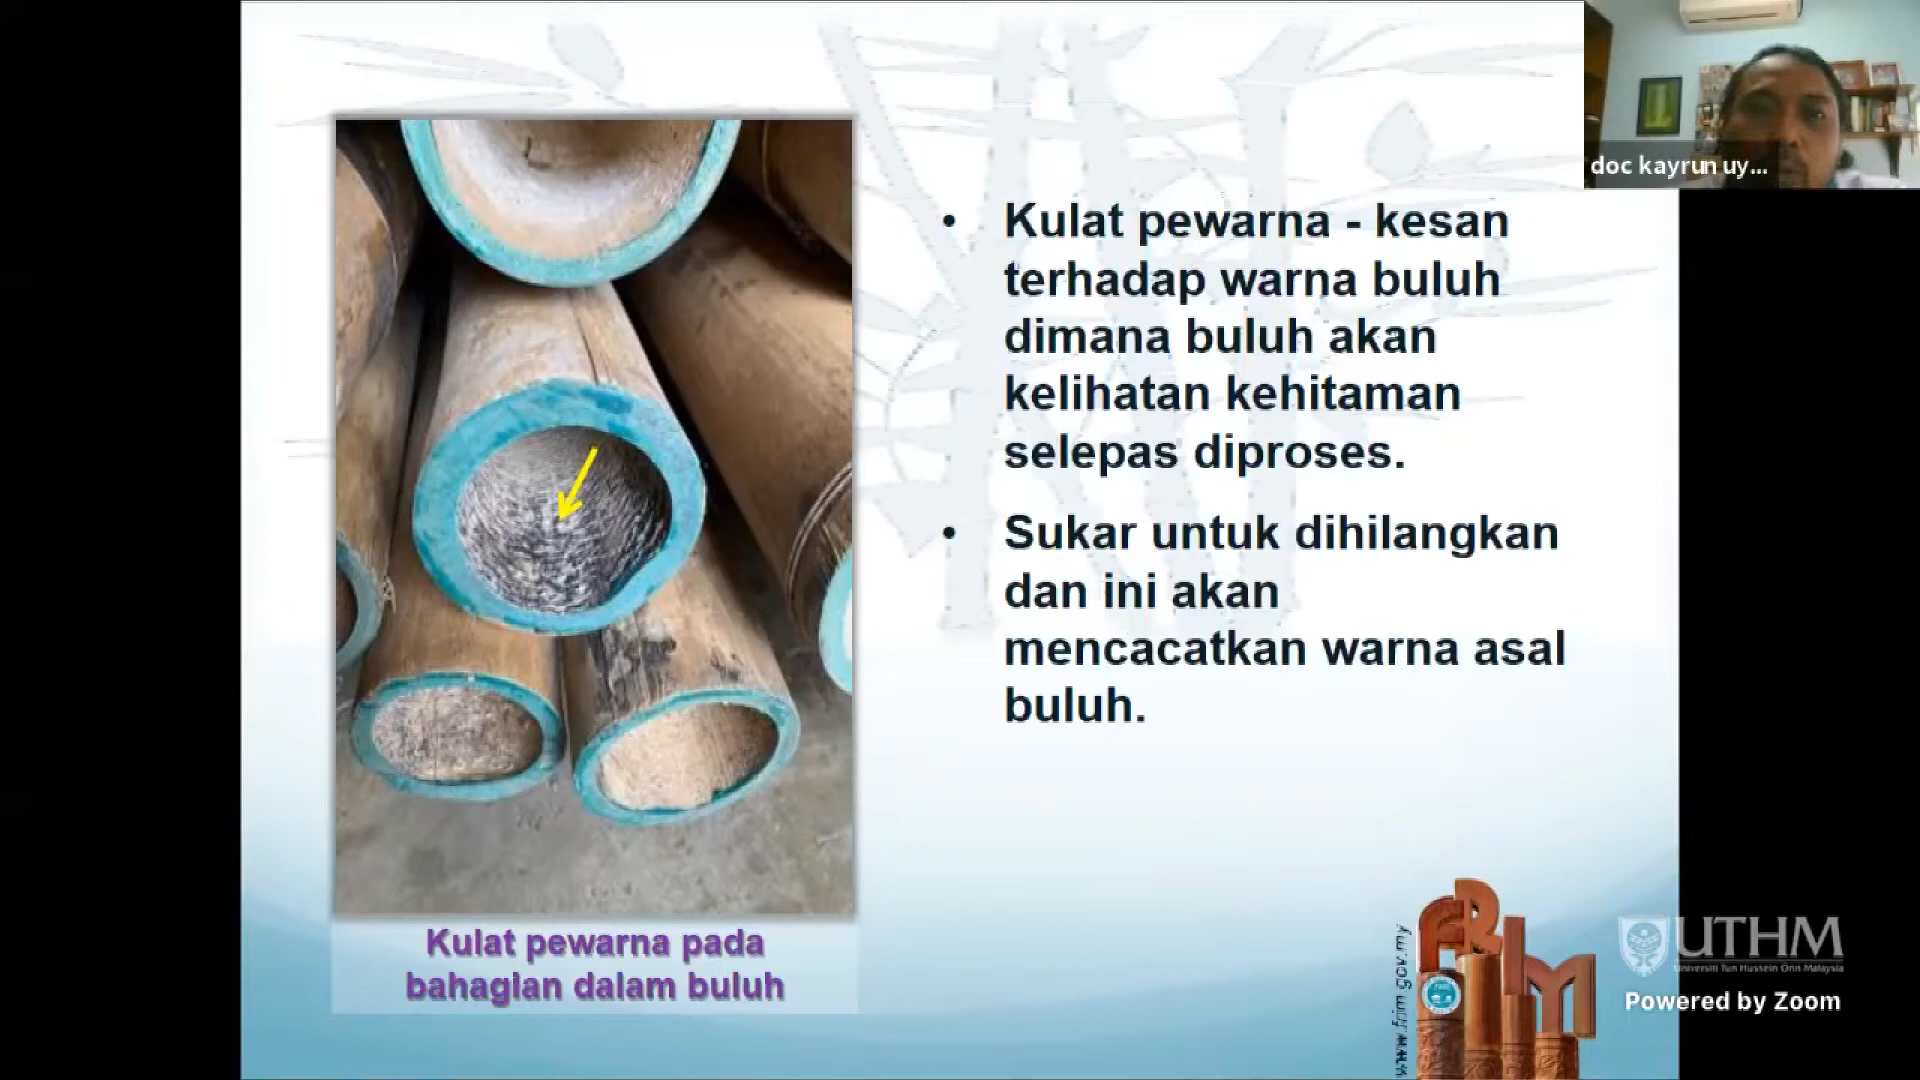 doc kayrun uy...
• Kulat pewarna - kesan
terhadap warna buluh
dimana buluh akan
kelihatan kehitaman
selepas diproses.
• Sukar untuk dihilangkan
dan ini akan
mencacatkan warna asal
buluh.
Kulat pewarna pada
bahagian dalam buluh
www.frim.gov.my
FRIM
UTHM
Universiti Tun Hussein Onn Malaysia
Powered by Zoom